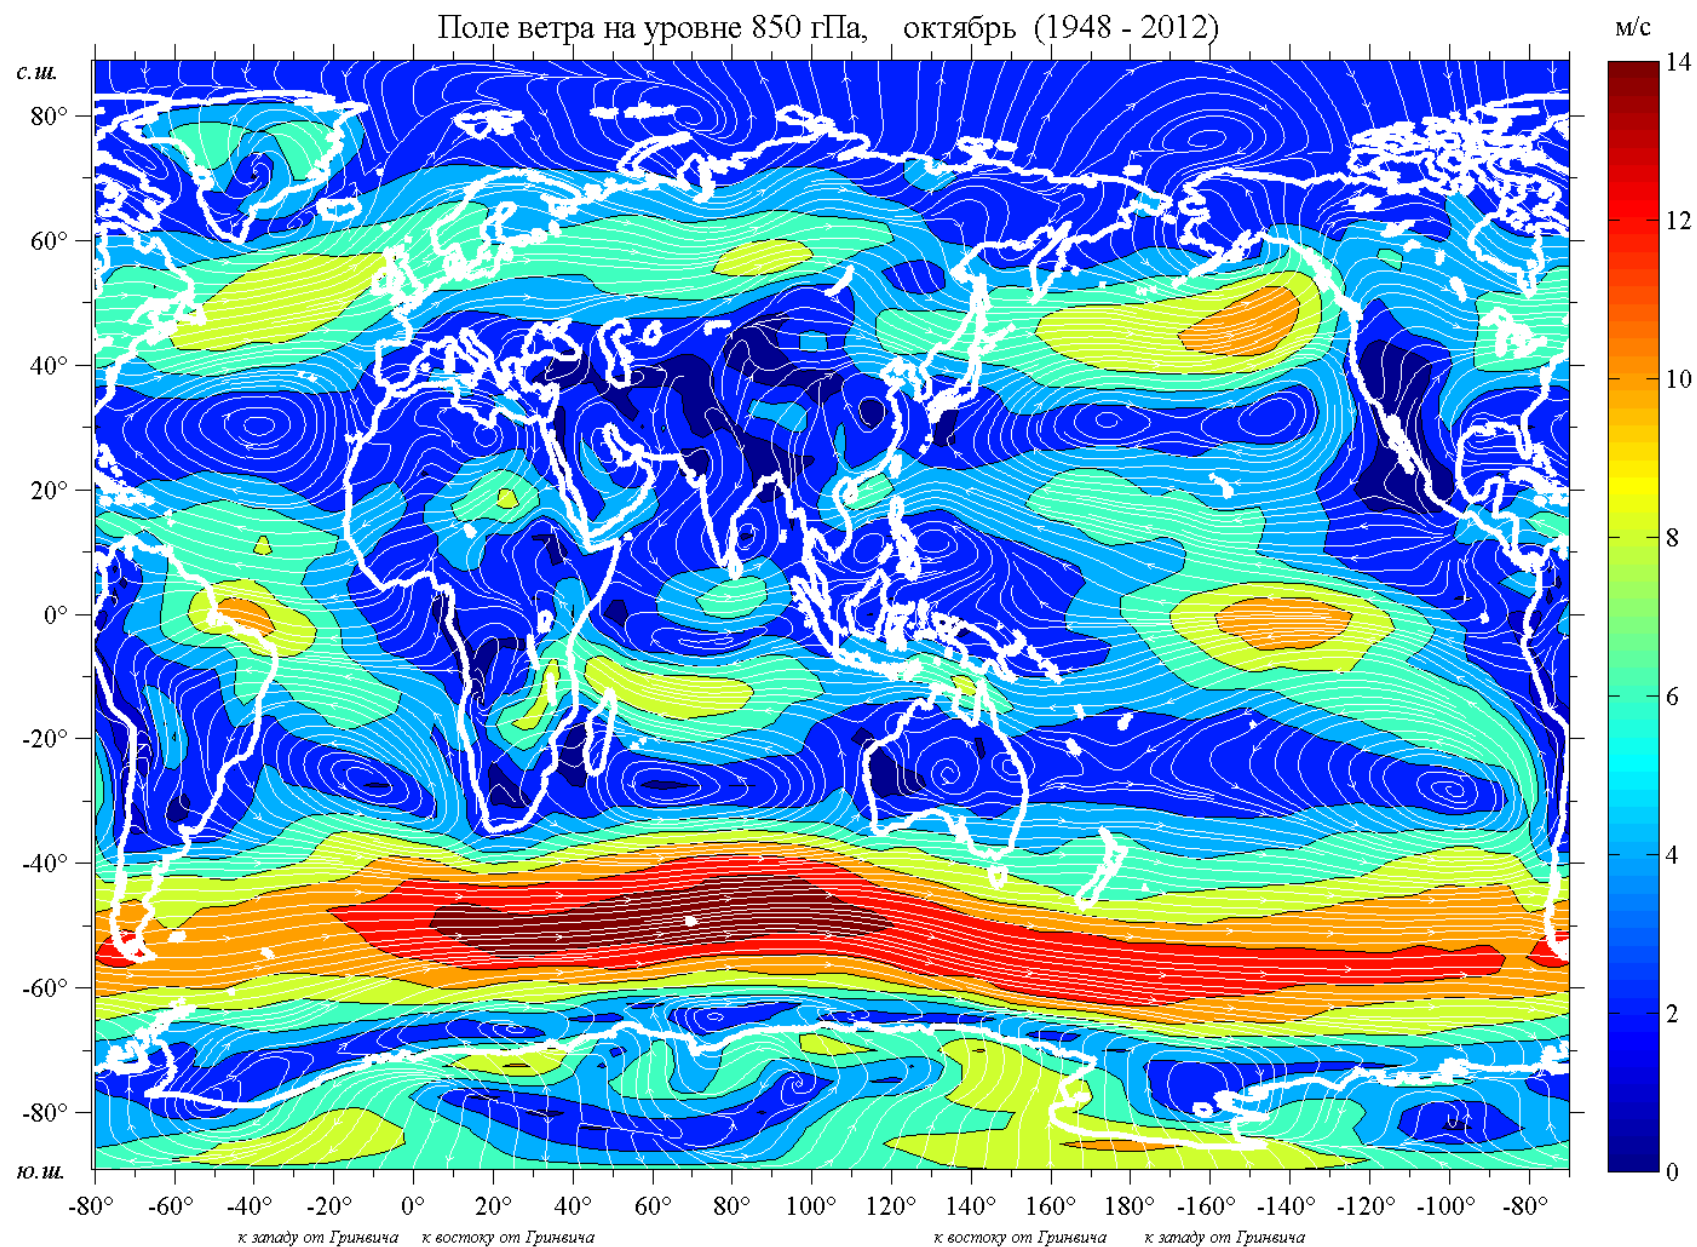 Поле ветра на уровне 850 гПа, октябрь (1948 - 2012)
м/с
с.ш.
80°
60°
40°
20°
0°
-20°
-40°
-60°
-80°
ю.ш.
14
12
10
8
6
4
2
0
-80° -60° -40° -20° 0° 20° 40° 60° 80° 100° 120° 140° 160° 180° -160° -140° -120° -100° -80°
к западу от Гринвича к востоку от Гринвича к востоку от Гринвича к западу от Гринвича